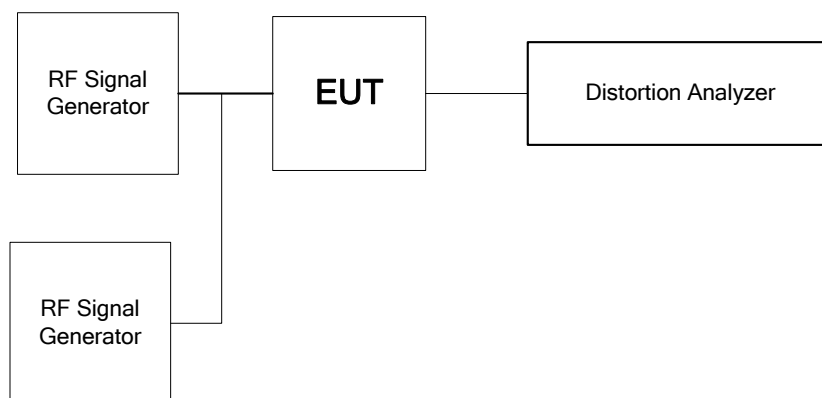 RF Signal
Generator
EUT
Distortion Analyzer
RF Signal
Generator